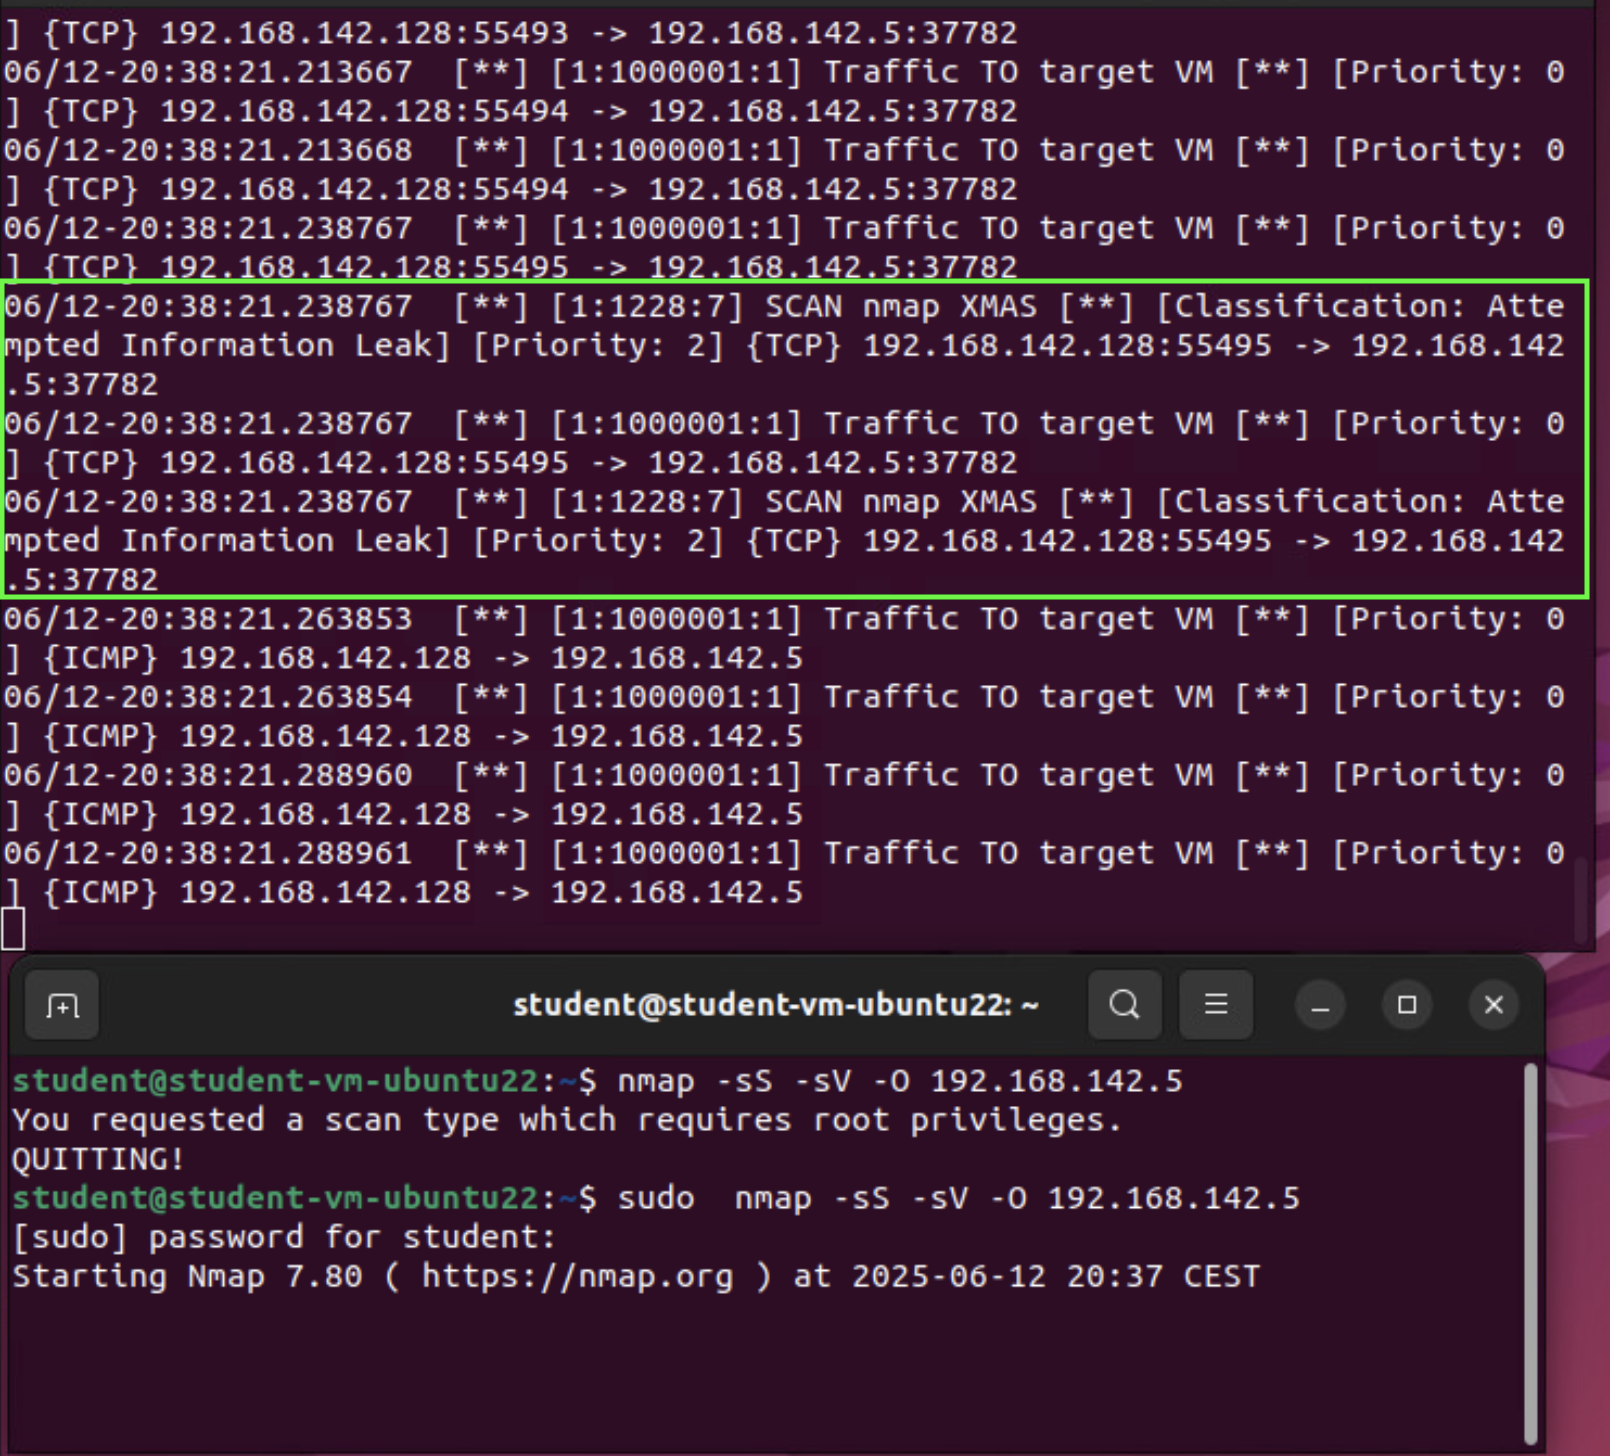 ] {TCP} 192.168.142.128:55493 -> 192.168.142.5:37782
06/12-20:38:21.213667  [**] [1:1000001:1] Traffic TO target VM [**] [Priority: 0
] {TCP} 192.168.142.128:55494 -> 192.168.142.5:37782
06/12-20:38:21.213668  [**] [1:1000001:1] Traffic TO target VM [**] [Priority: 0
] {TCP} 192.168.142.128:55494 -> 192.168.142.5:37782
06/12-20:38:21.238767  [**] [1:1000001:1] Traffic TO target VM [**] [Priority: 0
] {TCP} 192.168.142.128:55495 -> 192.168.142.5:37782
06/12-20:38:21.238767  [**] [1:1228:7] SCAN nmap XMAS [**] [Classification: Atte
mpted Information Leak] [Priority: 2] {TCP} 192.168.142.128:55495 -> 192.168.142
.5:37782
06/12-20:38:21.238767  [**] [1:1000001:1] Traffic TO target VM [**] [Priority: 0
] {TCP} 192.168.142.128:55495 -> 192.168.142.5:37782
06/12-20:38:21.238767  [**] [1:1228:7] SCAN nmap XMAS [**] [Classification: Atte
mpted Information Leak] [Priority: 2] {TCP} 192.168.142.128:55495 -> 192.168.142
.5:37782
06/12-20:38:21.263853  [**] [1:1000001:1] Traffic TO target VM [**] [Priority: 0
] {ICMP} 192.168.142.128 -> 192.168.142.5
06/12-20:38:21.263854  [**] [1:1000001:1] Traffic TO target VM [**] [Priority: 0
] {ICMP} 192.168.142.128 -> 192.168.142.5
06/12-20:38:21.288960  [**] [1:1000001:1] Traffic TO target VM [**] [Priority: 0
] {ICMP} 192.168.142.128 -> 192.168.142.5
06/12-20:38:21.288961  [**] [1:1000001:1] Traffic TO target VM [**] [Priority: 0
] {ICMP} 192.168.142.128 -> 192.168.142.5
student@student-vm-ubuntu22: ~
student@student-vm-ubuntu22:~$ nmap -sS -sV -O 192.168.142.5
You requested a scan type which requires root privileges.
QUITTING!
student@student-vm-ubuntu22:~$ sudo  nmap -sS -sV -O 192.168.142.5
[sudo] password for student:
Starting Nmap 7.80 ( https://nmap.org ) at 2025-06-12 20:37 CEST